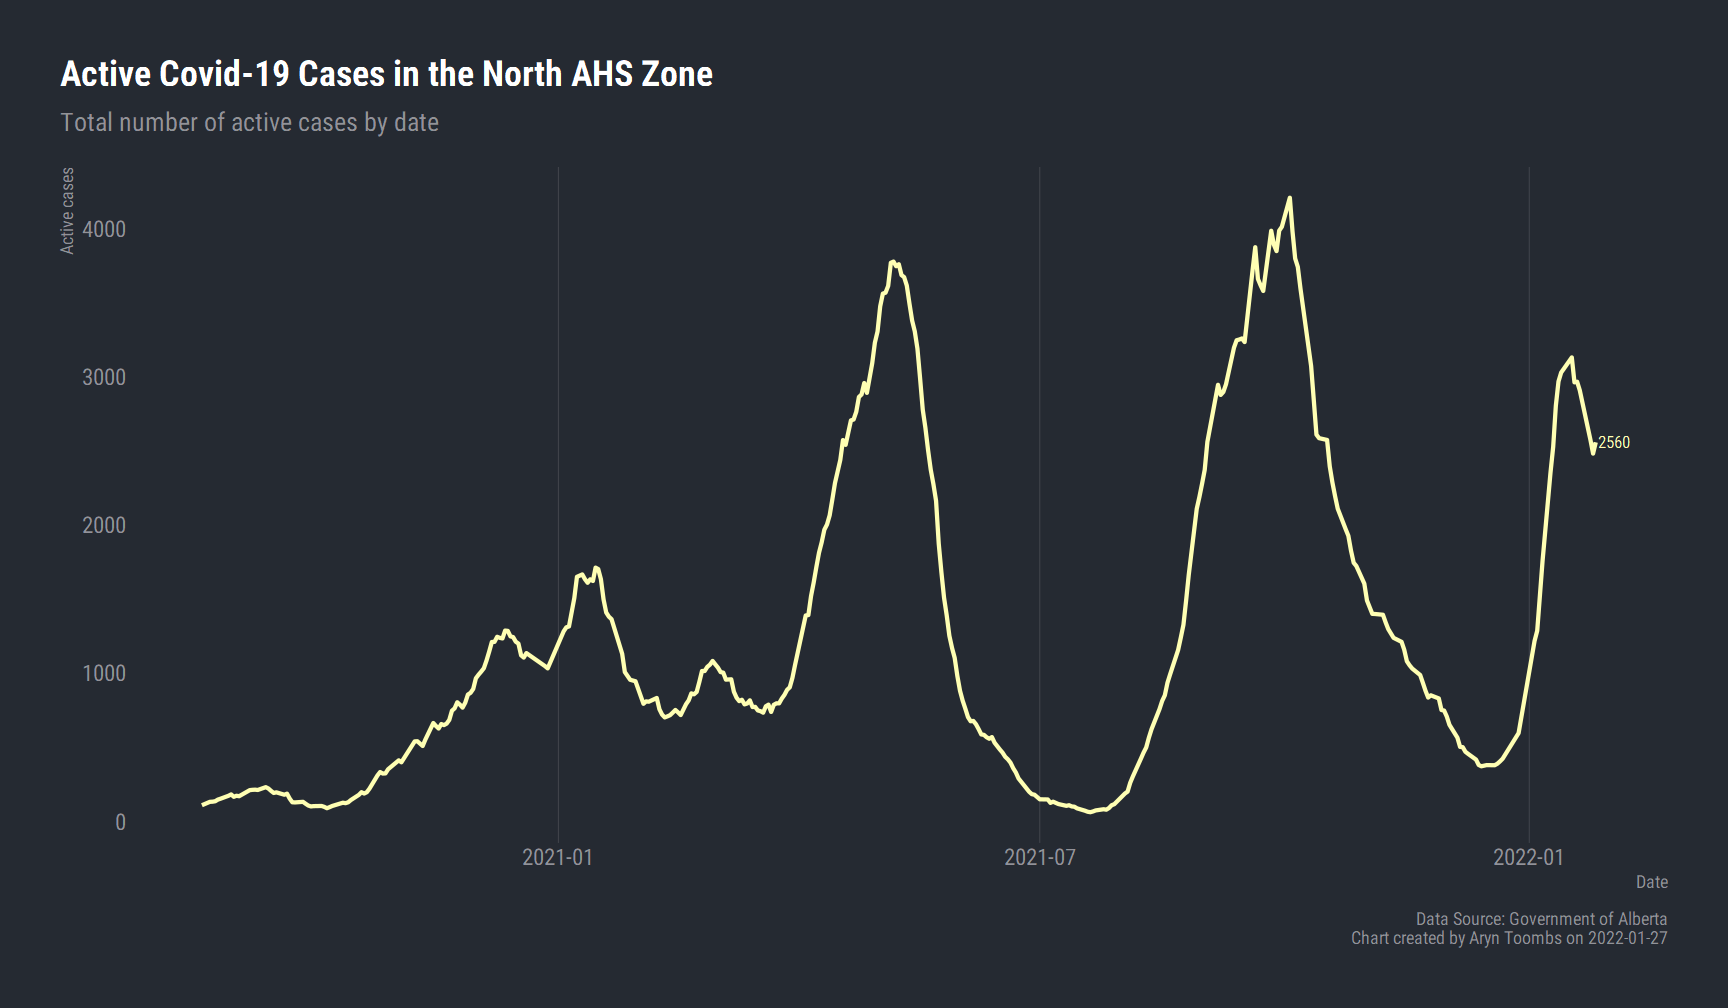 Active Covid-19 Cases in the North AHS Zone
Total number of active cases by date
Active cases
4000
3000
2000
1000
0
2560
2021-01
2021-07
2022-01
Date
Data Source: Government of Alberta
Chart created by Aryn Toombs on 2022-01-27